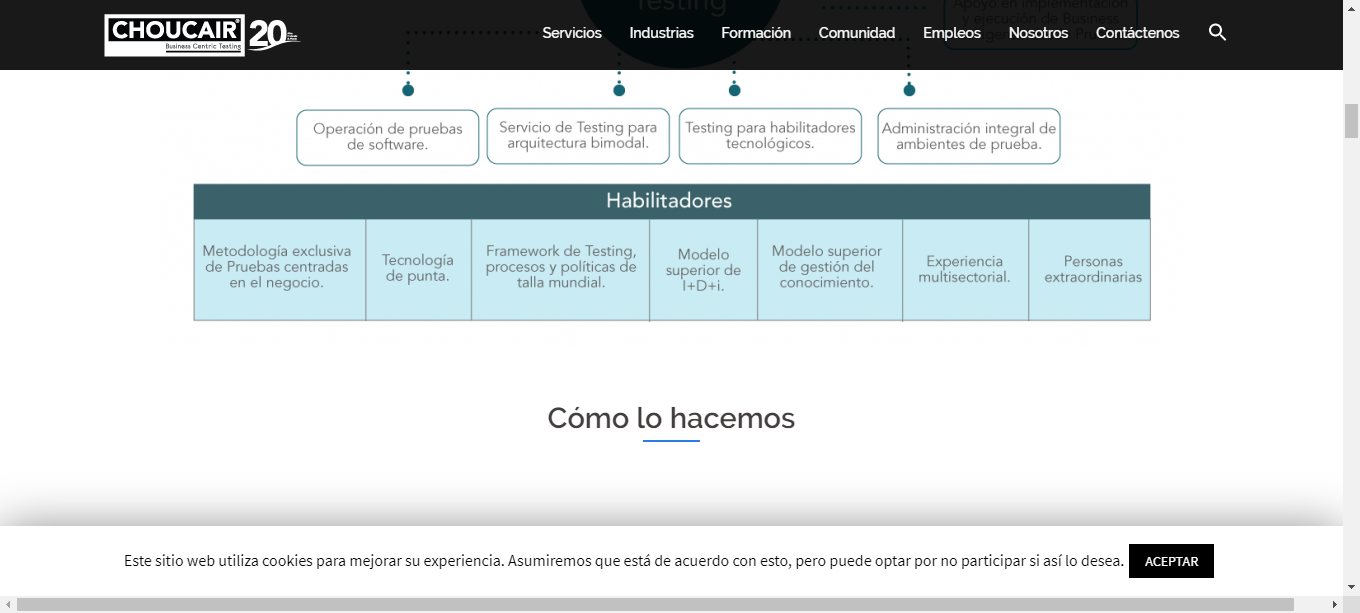 CHOUCAIR®
Business Centric Testing
20
Servicios
Industrias
Formación
Comunidad
Empleos
Nosotros
Contáctenos
Testing
Apoyo en implementación
y ejecución de Business
Operación de pruebas
de software.
Servicio de Testing para
arquitectura bimodal.
Testing para habilitadores
tecnológicos.
Administración integral de
ambientes de prueba.
Habilitadores
Metodología exclusiva
de Pruebas centradas
en el negocio.
Tecnología
de punta.
Framework de Testing,
procesos y políticas de
talla mundial.
Modelo
superior de
I+D+i.
Modelo superior
de gestión del
conocimiento.
Experiencia
multisectorial.
Personas
extraordinarias
Cómo lo hacemos
Este sitio web utiliza cookies para mejorar su experiencia. Asumiremos que está de acuerdo con esto, pero puede optar por no participar si así lo desea.
ACEPTAR